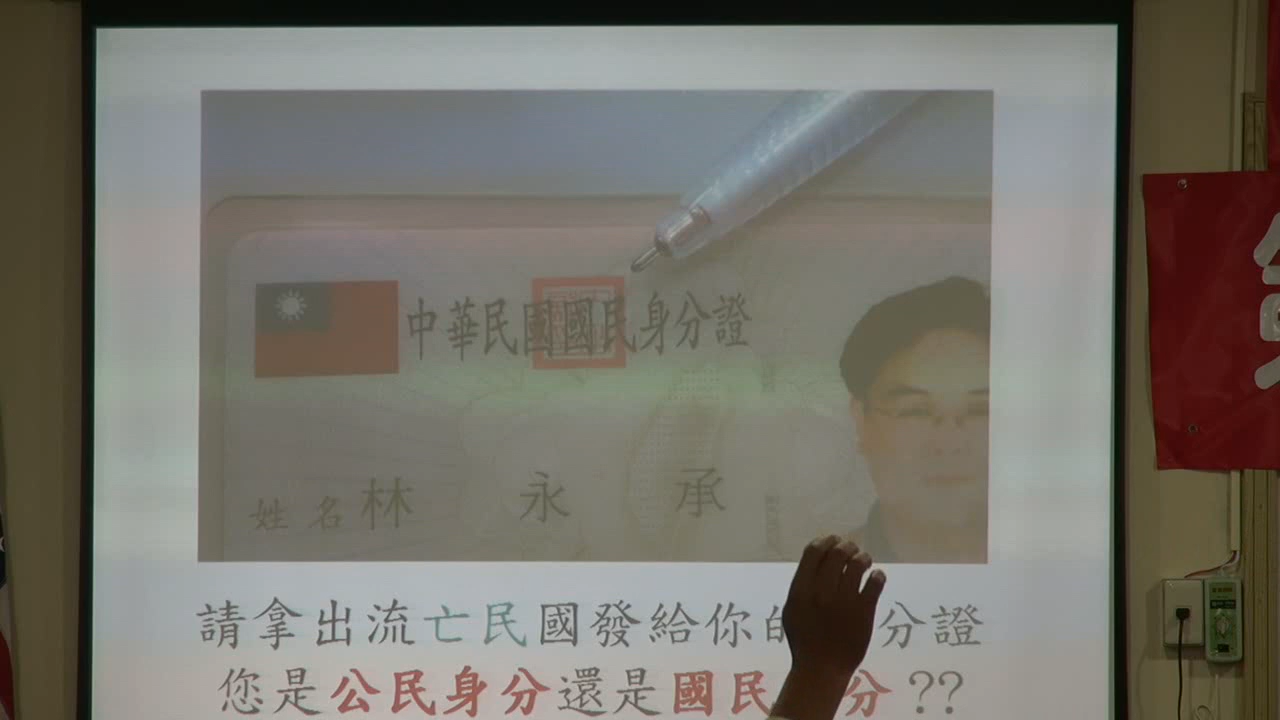 中華民國國民身分證
姓名 林永承
請拿出流亡民國發給你的 分證
您是公民身分還是國民 分??